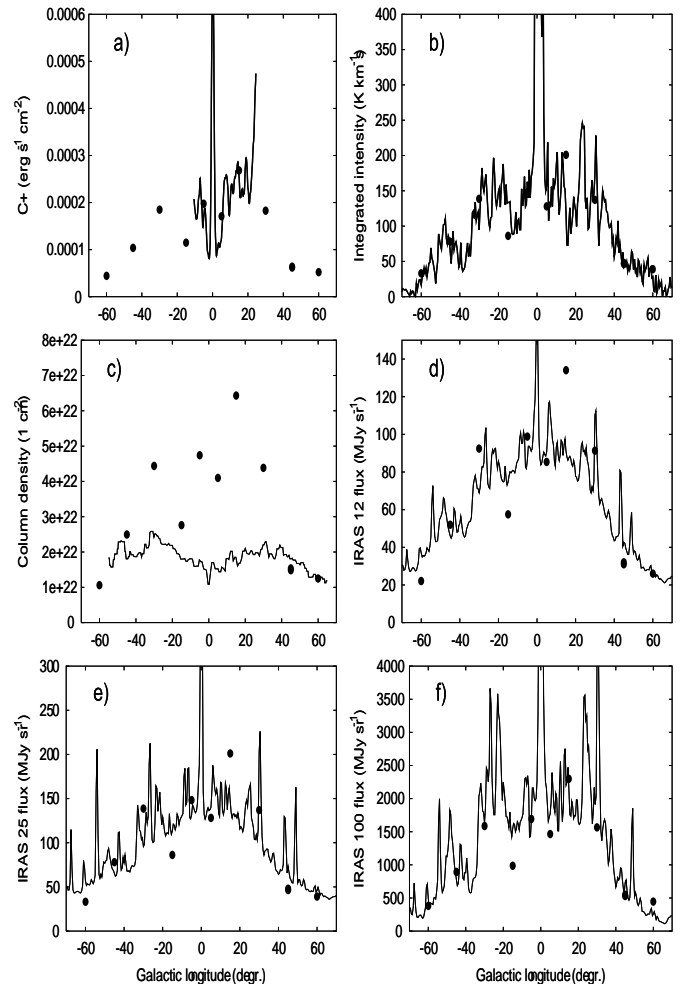 a)
0.0006
0.0005
0.0004
0.0003
0.0002
0.0001
0
C+ (erg s-1 cm-2)
-60 -40 -20 0 20 40 60
b)
400
350
300
250
200
150
100
50
0
Integrated intensity (K km-1s)
-60 -40 -20 0 20 40 60
c)
8e+22
7e+22
6e+22
5e+22
4e+22
3e+22
2e+22
1e+22
0
Column density (1 cm-2)
-60 -40 -20 0 20 40 60
d)
140
120
100
80
60
40
20
0
IRAS 12 flux (MJy sr-1)
-60 -40 -20 0 20 40 60
e)
300
250
200
150
100
50
0
IRAS 25 flux (MJy sr-1)
-60 -40 -20 0 20 40 60
Galactic longitude (degr.)
f)
4000
3500
3000
2500
2000
1500
1000
500
0
IRAS 100 flux (MJy sr-1)
-60 -40 -20 0 20 40 60
Galactic longitude (degr.)